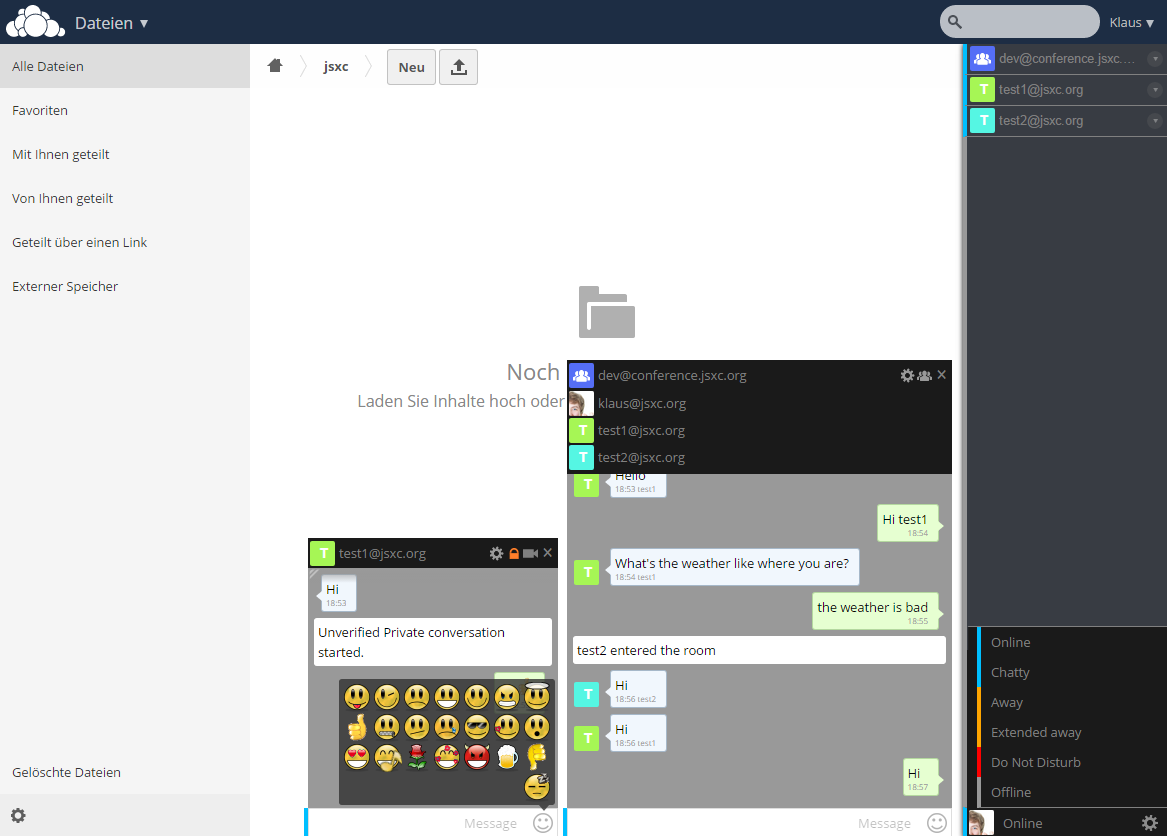 Dateien ▾
Klaus ▾
Alle Dateien
Favoriten
Mit Ihnen geteilt
Von Ihnen geteilt
Geteilt über einen Link
Externer Speicher
Gelöschte Dateien
jsxc
Neu
Noch
Laden Sie Inhalte hoch oder
T test1@jsxc.org
Hi
18:53
Unverified Private conversation
started.
Message
dev@conference.jsxc.org
klaus@jsxc.org
T test1@jsxc.org
T test2@jsxc.org
T Hello
18:53 test1
Hi test1
18:54
T What's the weather like where you are?
18:54 test1
the weather is bad
18:55
test2 entered the room
T Hi
18:56 test2
T Hi
18:56 test1
Hi
18:57
Message
dev@conference.jsxc....
T test1@jsxc.org
T test2@jsxc.org
Online
Chatty
Away
Extended away
Do Not Disturb
Offline
Online